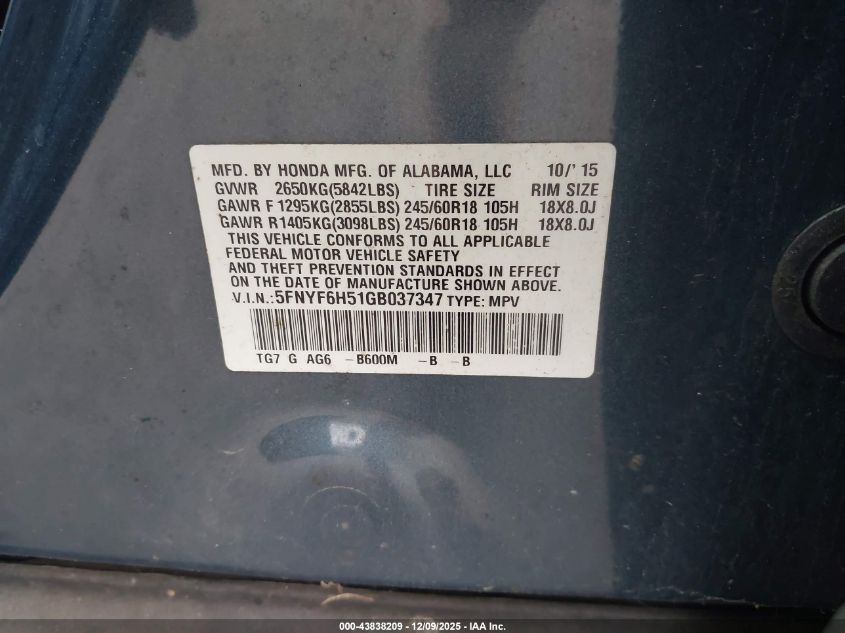 MFD. BY HONDA MFG. OF ALABAMA, LLC 10/'15
GVWR 2650KG(5842LBS) TIRE SIZE RIM SIZE
GAWR F 1295KG(2855LBS) 245/60R18 105H 18X8.0J
GAWR R 1405KG(3098LBS) 245/60R18 105H 18X8.0J
THIS VEHICLE CONFORMS TO ALL APPLICABLE
FEDERAL MOTOR VEHICLE SAFETY
AND THEFT PREVENTION STANDARDS IN EFFECT
ON THE DATE OF MANUFACTURE SHOWN ABOVE.
V.I.N.:5FNYF6H51GB037347 TYPE: MPV
TG7 G AG6 -B600M -B -B
000-43838209 - 12/09/2025 - IAA Inc.